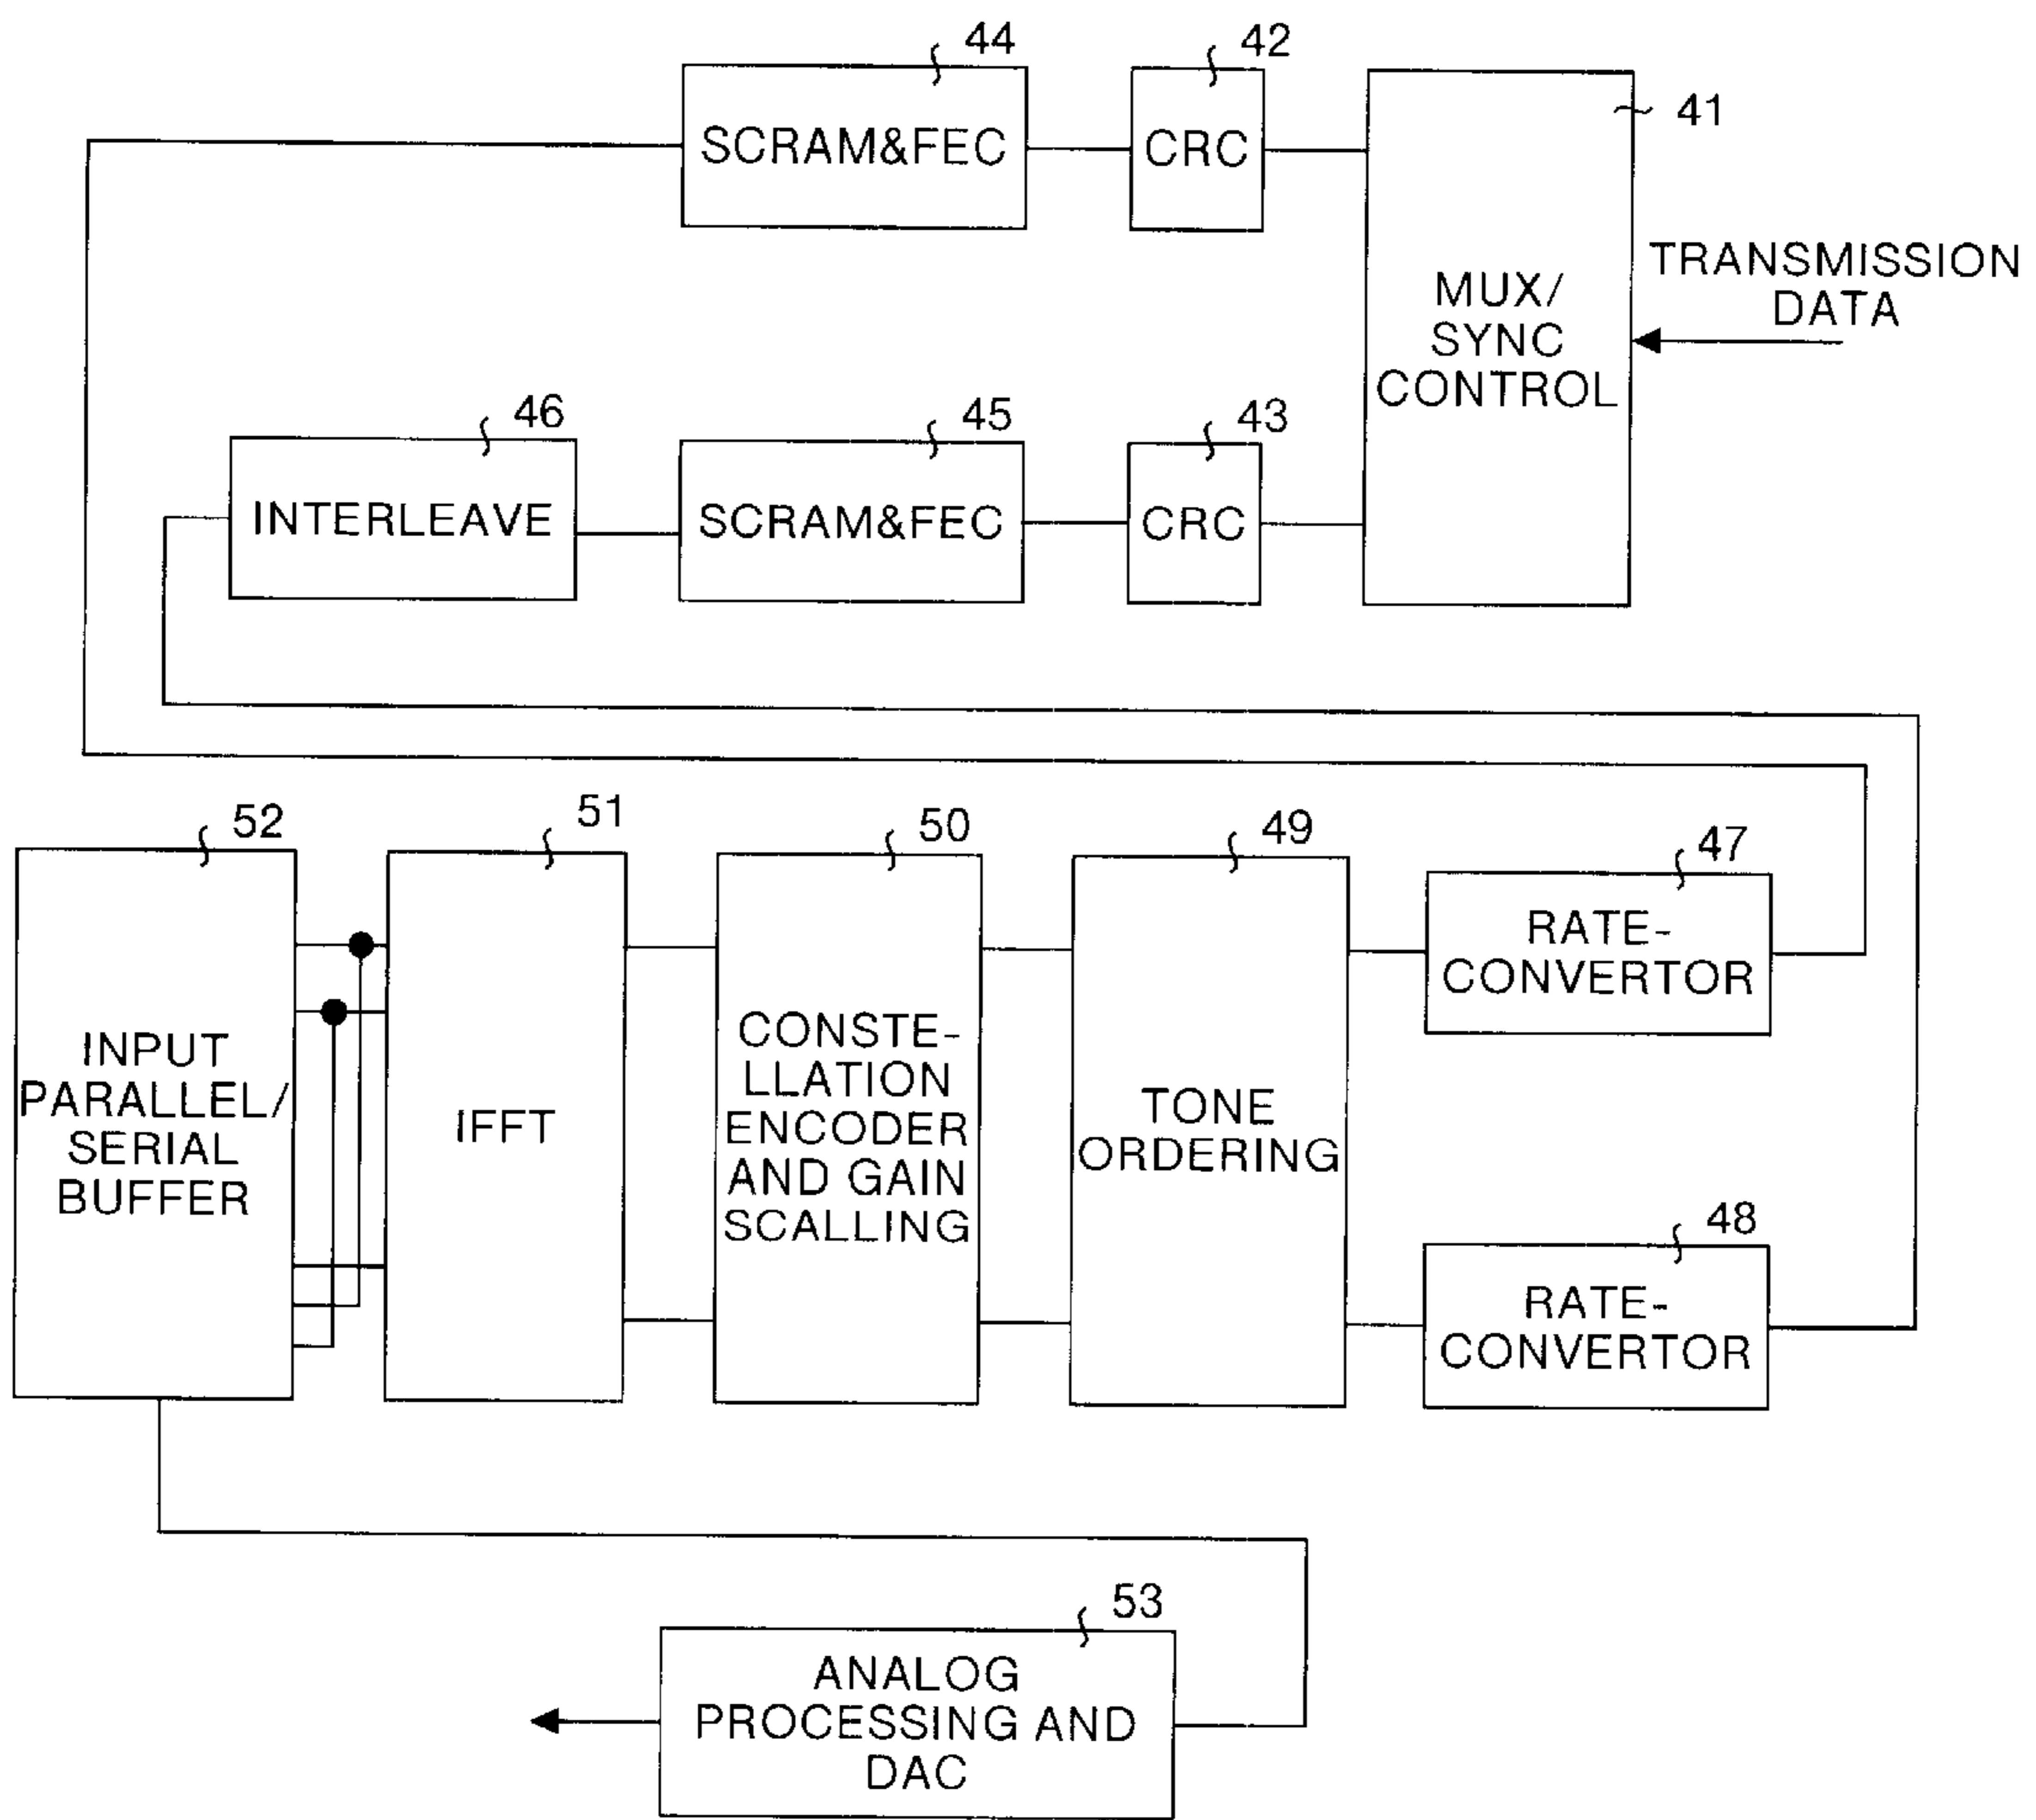 44
42
41
SCRAM&FEC
CRC
MUX/
SYNC
CONTROL
TRANSMISSION
DATA
46
45
43
INTERLEAVE
SCRAM&FEC
CRC
52
51
50
49
47
INPUT
PARALLEL/
SERIAL
BUFFER
IFFT
CONSTE-
LLATION
ENCODER
AND GAIN
SCALLING
TONE
ORDERING
RATE-
CONVERTOR
48
RATE-
CONVERTOR
53
ANALOG
PROCESSING AND
DAC